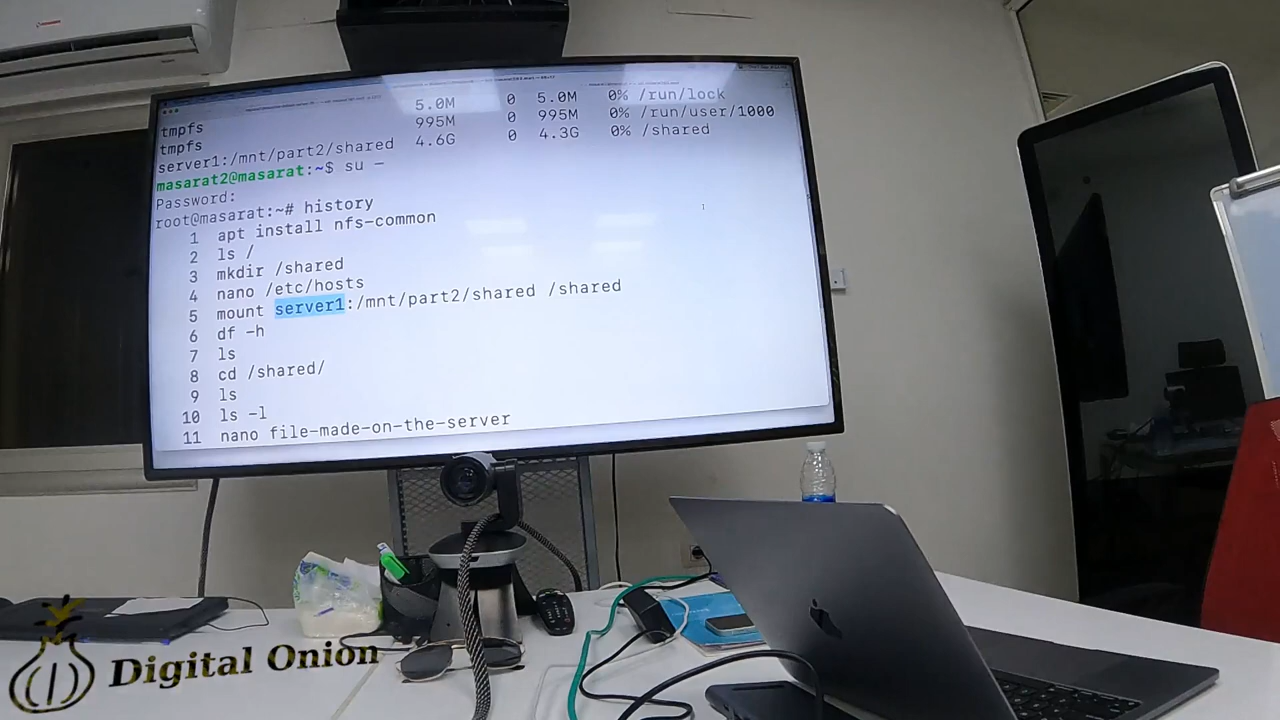 5.0M 0 5.0M 0% /run/lock
tmpfs 995M 0 995M 0% /run/user/1000
tmpfs 4.6G 0 4.3G 0% /shared
server1:/mnt/part2/shared
masarat2@masarat:~$ su -
Password:
root@masarat:~# history
1 apt install nfs-common
2 ls /
3 mkdir /shared
4 nano /etc/hosts
5 mount server1:/mnt/part2/shared /shared
6 df -h
7 ls
8 cd /shared/
9 ls
10 ls -l
11 nano file-made-on-the-server
Digital Onion